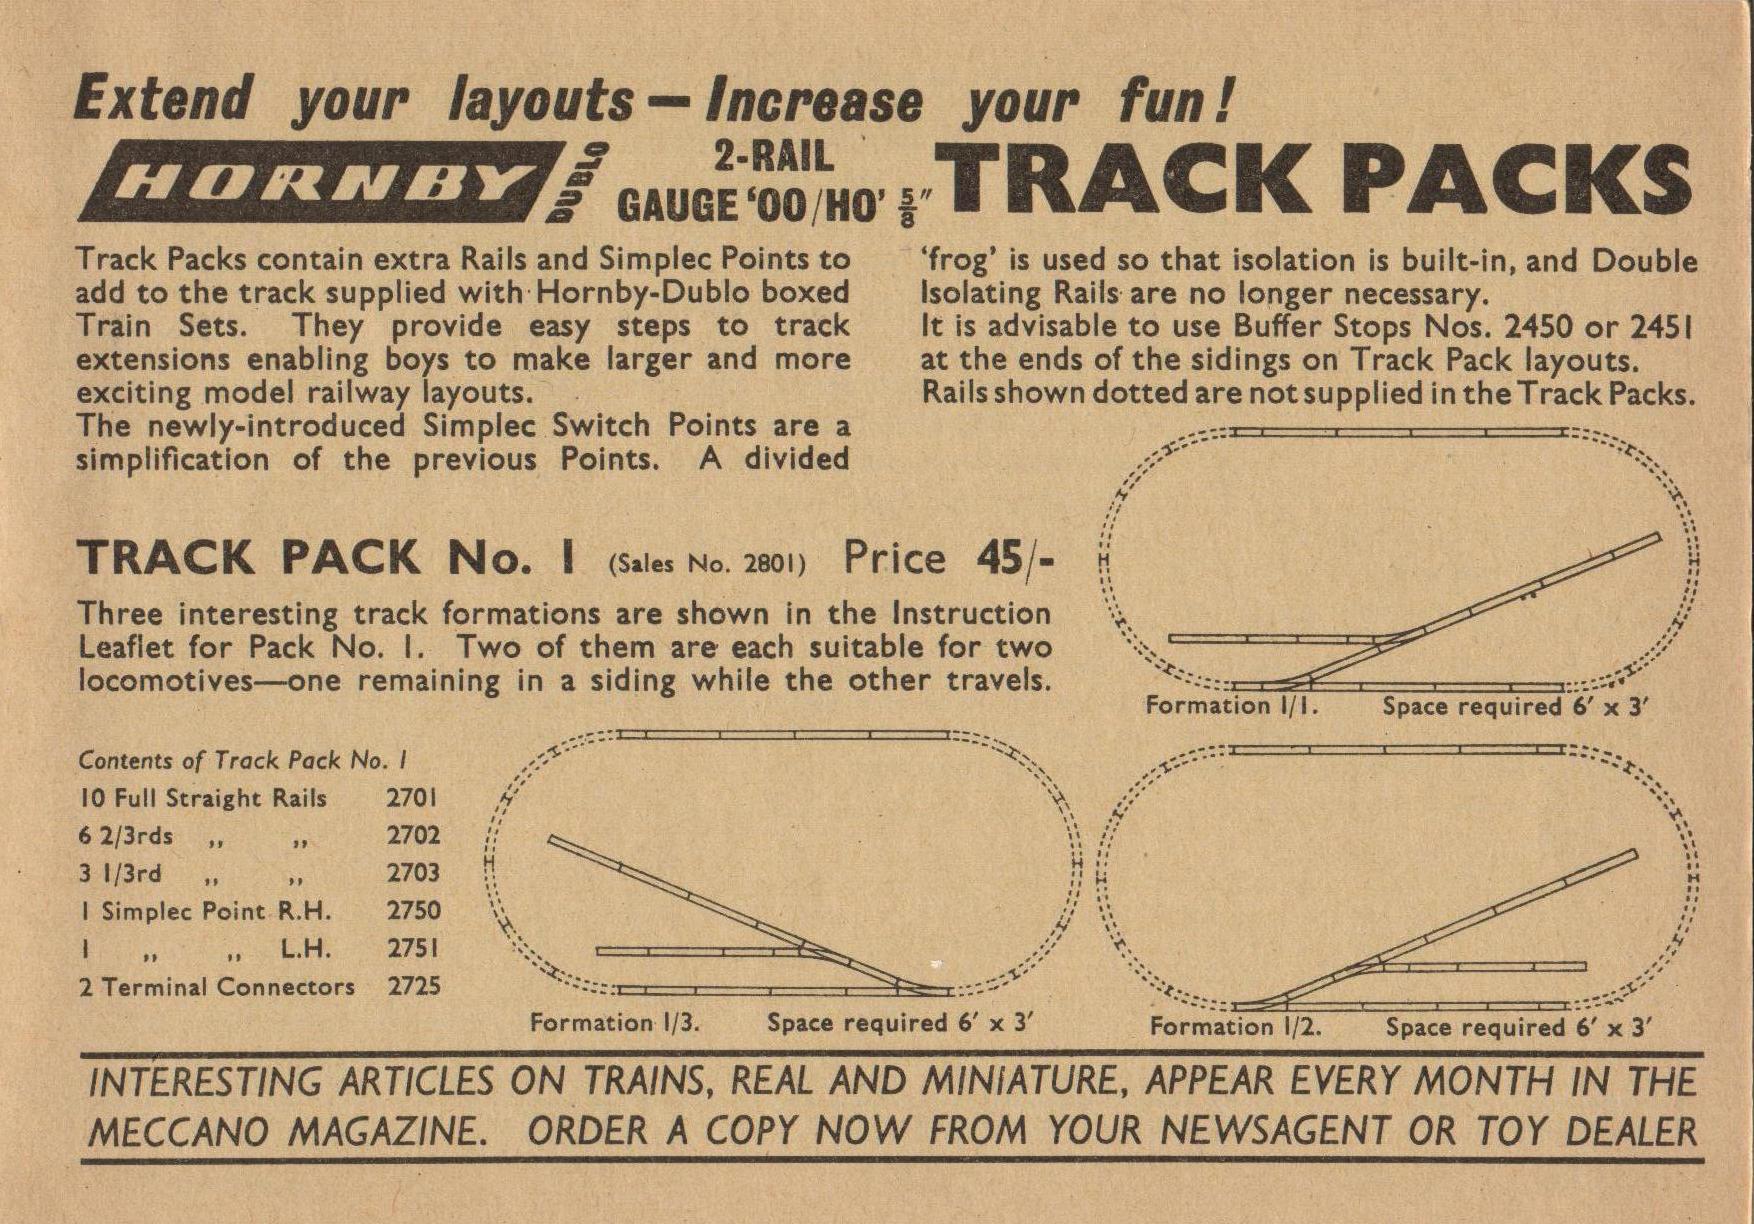 Extend your layouts — Increase your fun!
HORNBY DUBLO
2-RAIL
GAUGE ‘OO/HO’ 5/8″
TRACK PACKS
Track Packs contain extra Rails and Simplec Points to
add to the track supplied with Hornby-Dublo boxed
Train Sets. They provide easy steps to track
extensions enabling boys to make larger and more
exciting model railway layouts.
The newly-introduced Simplec Switch Points are a
simplification of the previous Points. A divided
‘frog’ is used so that isolation is built-in, and Double
Isolating Rails are no longer necessary.
It is advisable to use Buffer Stops Nos. 2450 or 2451
at the ends of the sidings on Track Pack layouts.
Rails shown dotted are not supplied in the Track Packs.
TRACK PACK No. 1 (Sales No. 2801) Price 45/-
Three interesting track formations are shown in the Instruction
Leaflet for Pack No. 1. Two of them are each suitable for two
locomotives—one remaining in a siding while the other travels.
Formation 1/1. Space required 6′ x 3′
Contents of Track Pack No. 1
10 Full Straight Rails 2701
6 2/3rds ,, ,, 2702
3 1/3rd ,, ,, 2703
1 Simplec Point R.H. 2750
1 ,, ,, L.H. 2751
2 Terminal Connectors 2725
Formation 1/3. Space required 6′ x 3′
Formation 1/2. Space required 6′ x 3′
INTERESTING ARTICLES ON TRAINS, REAL AND MINIATURE, APPEAR EVERY MONTH IN THE
MECCANO MAGAZINE. ORDER A COPY NOW FROM YOUR NEWSAGENT OR TOY DEALER